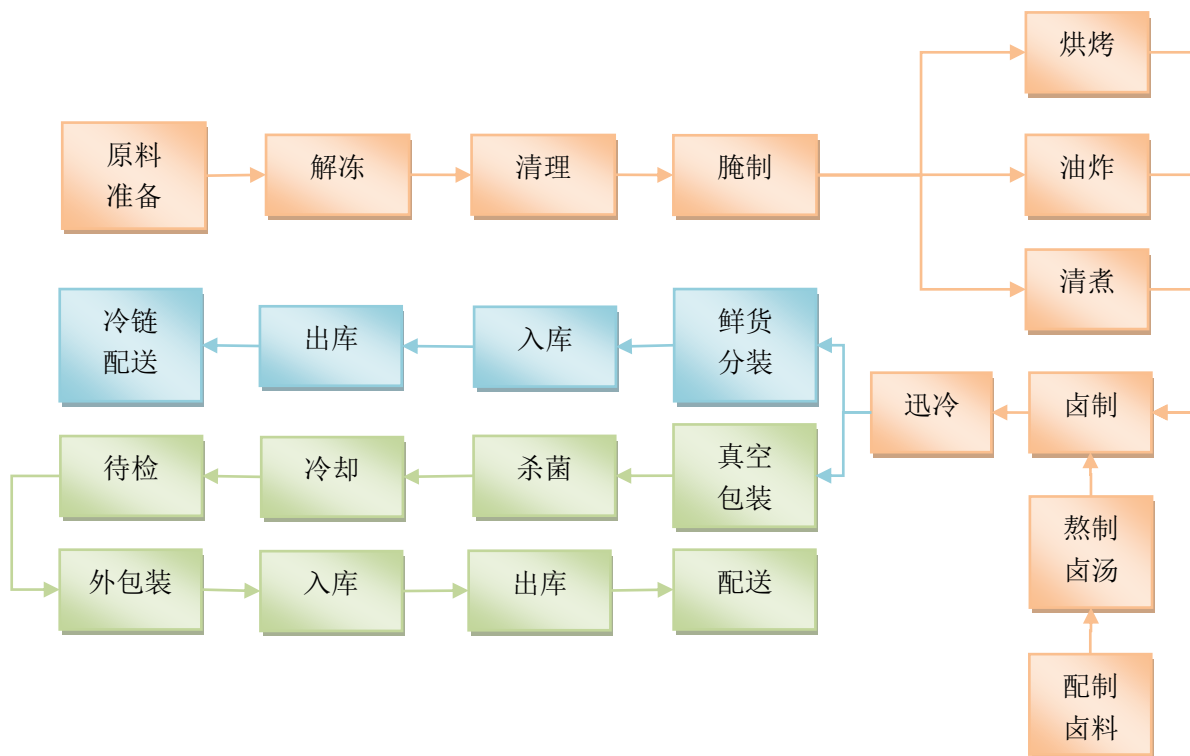 烘烤
原料
准备
解冻
清理
腌制
油炸
清煮
冷链
配送
出库
入库
鲜货
分装
迅冷
卤制
待检
冷却
杀菌
真空
包装
熬制
卤汤
外包装
入库
出库
配送
配制
卤料